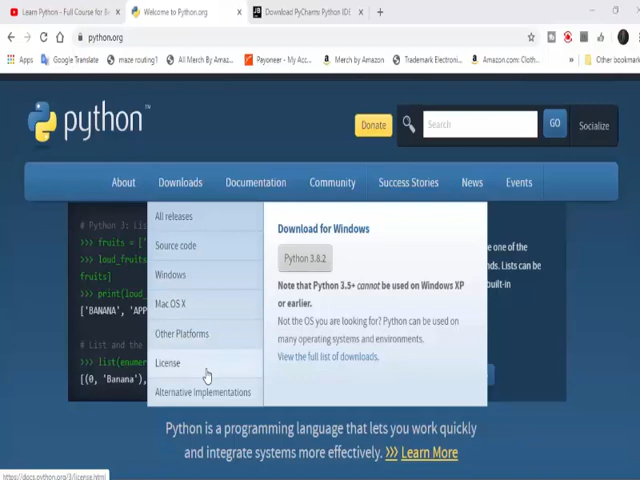 Learn Python - Full Course for B
Welcome to Python.org
Download PyCharm: Python IDE
python.org
Apps
Google Translate
maze routing1
All Merch By Amaz...
Payoneer - My Acc...
Merch by Amazon
Trademark Electroni...
Amazon.com: Cloth...
»
Other bookmar
python™
Donate
Search
GO
Socialize
About
Downloads
Documentation
Community
Success Stories
News
Events
# Python 3: Lis
>>> fruits = ['
>>> loud_fruits
fruits]
>>> print(loud_
['BANANA', 'APP
# List and the
>>> list(enumer
[(0, 'Banana'),
All releases
Source code
Windows
Mac OS X
Other Platforms
License
Alternative Implementations
Download for Windows
Python 3.8.2
Note that Python 3.5+ cannot be used on Windows XP
or earlier.
Not the OS you are looking for? Python can be used on
many operating systems and environments.
View the full list of downloads.
he one of the
nds. Lists can be
built-in
Python is a programming language that lets you work quickly
and integrate systems more effectively. >>> Learn More
https://docs.python.org/3/license.html